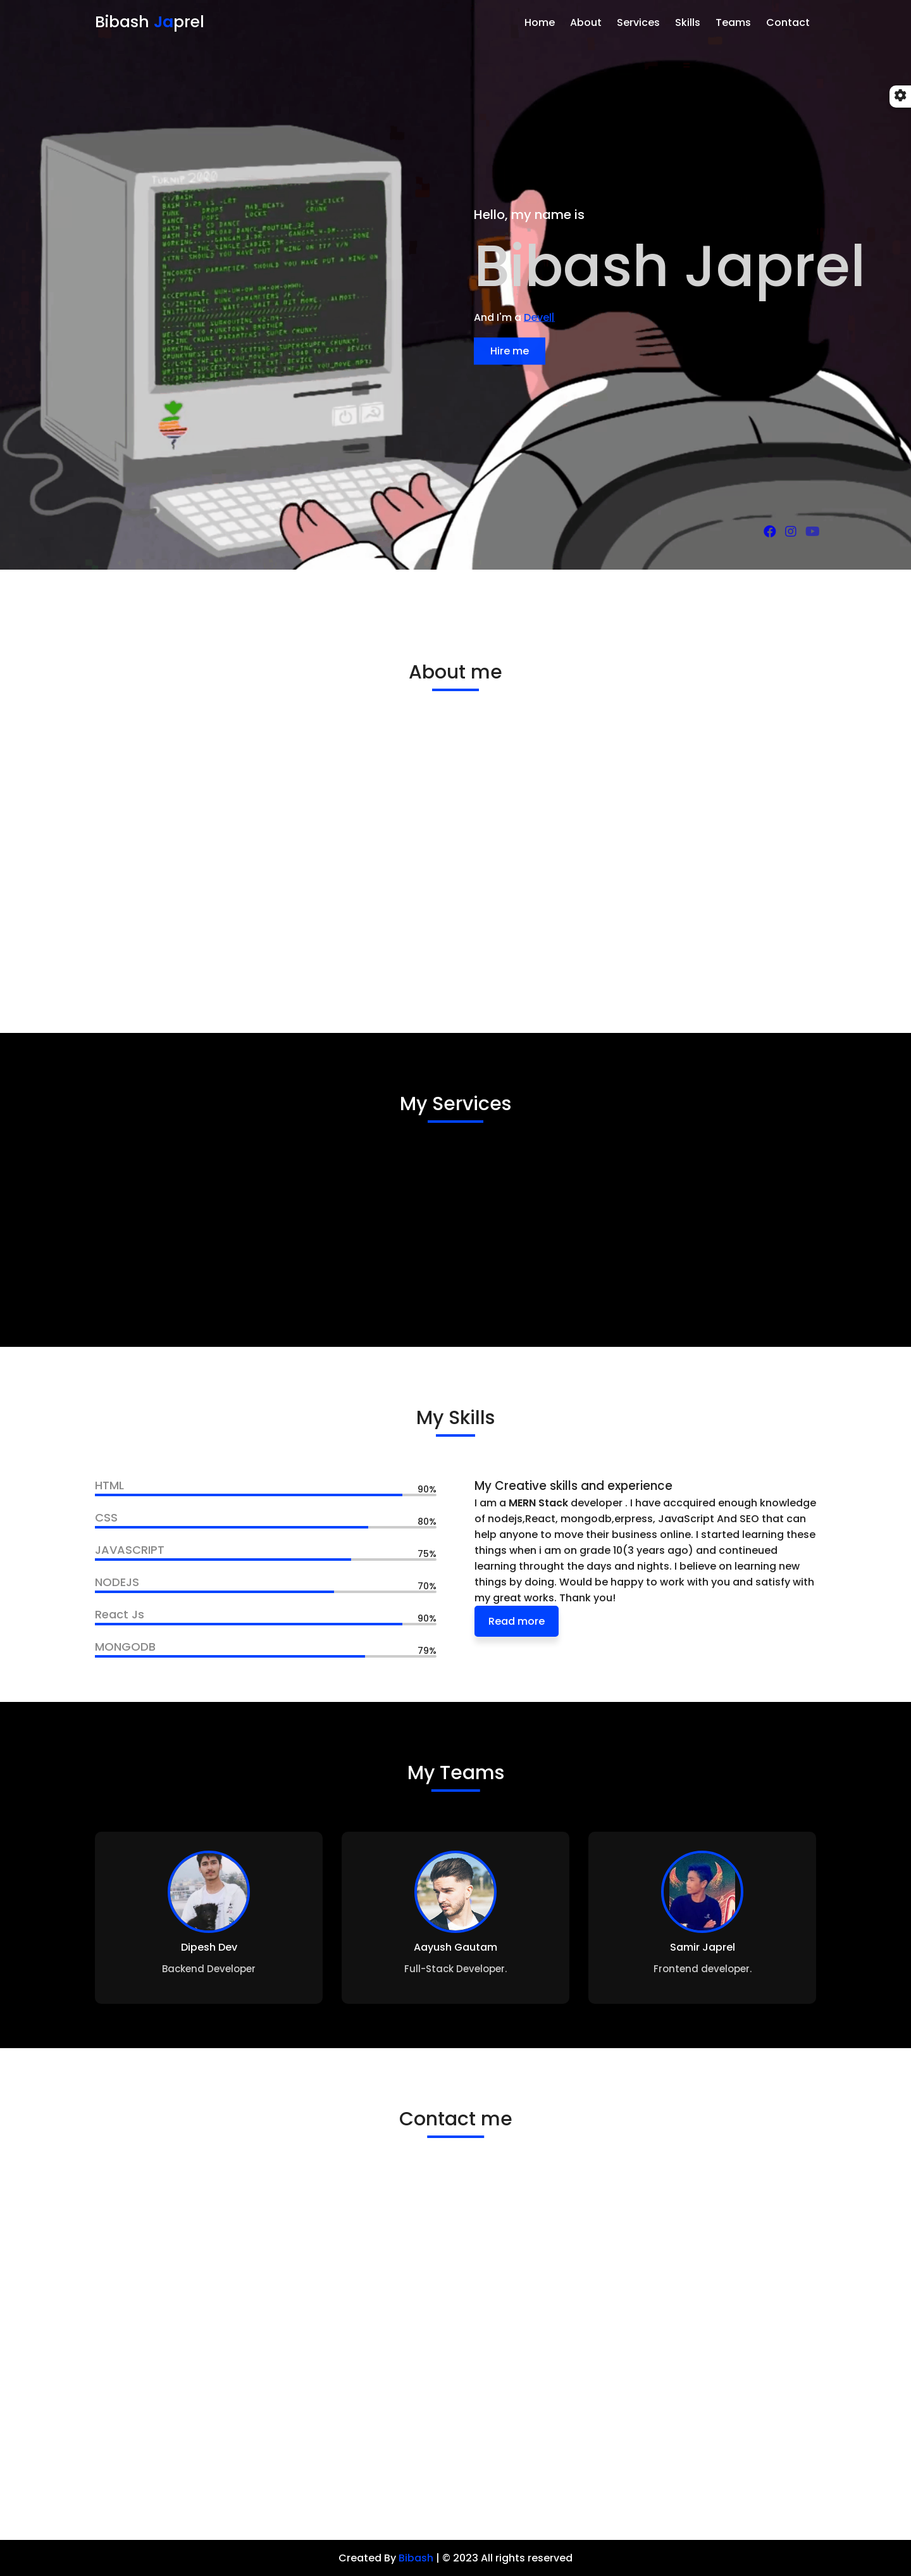 Bibash Japrel
Home About Services Skills Teams Contact
TURNIP 2020
Hello, my name is
Bibash Japrel
And I'm a Devell
Hire me
About me
My Services
My Skills
HTML 90%
CSS 80%
JAVASCRIPT 75%
NODEJS 70%
React Js 90%
MONGODB 79%
My Creative skills and experience
I am a MERN Stack developer . I have accquired enough knowledge
of nodejs,React, mongodb,erpress, JavaScript And SEO that can
help anyone to move their business online. I started learning these
things when i am on grade 10(3 years ago) and contineued
learning throught the days and nights. I believe on learning new
things by doing. Would be happy to work with you and satisfy with
my great works. Thank you!
Read more
My Teams
Dipesh Dev
Backend Developer
Aayush Gautam
Full-Stack Developer.
Samir Japrel
Frontend developer.
Contact me
Created By Bibash | © 2023 All rights reserved